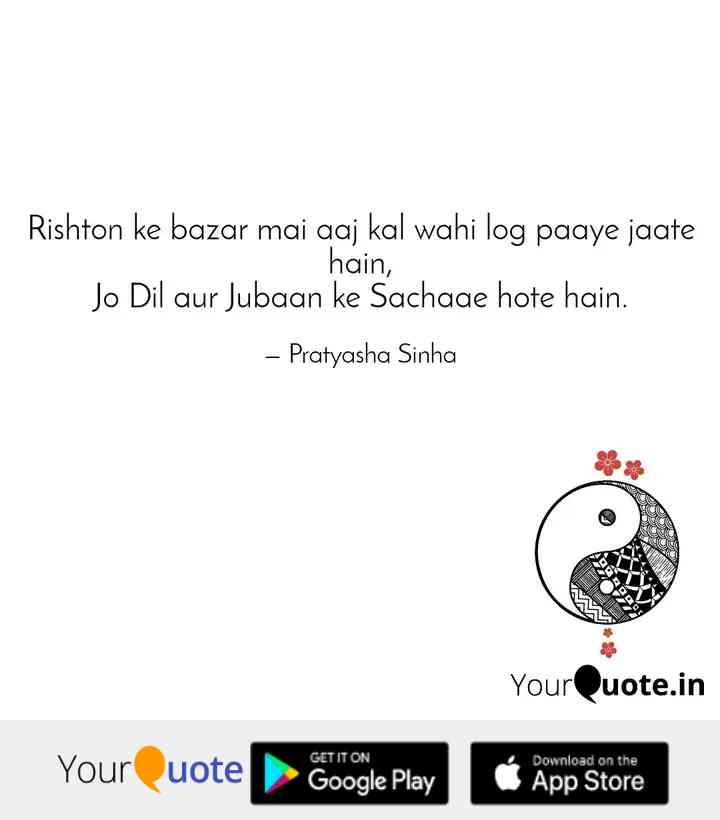 Rishton ke bazar mai aaj kal wahi log paaye jaate
hain,
Jo Dil aur Jubaan ke Sachaae hote hain.
– Pratyasha Sinha
YourQuote.in
YourQuote
GET IT ON
Google Play
Download on the
App Store